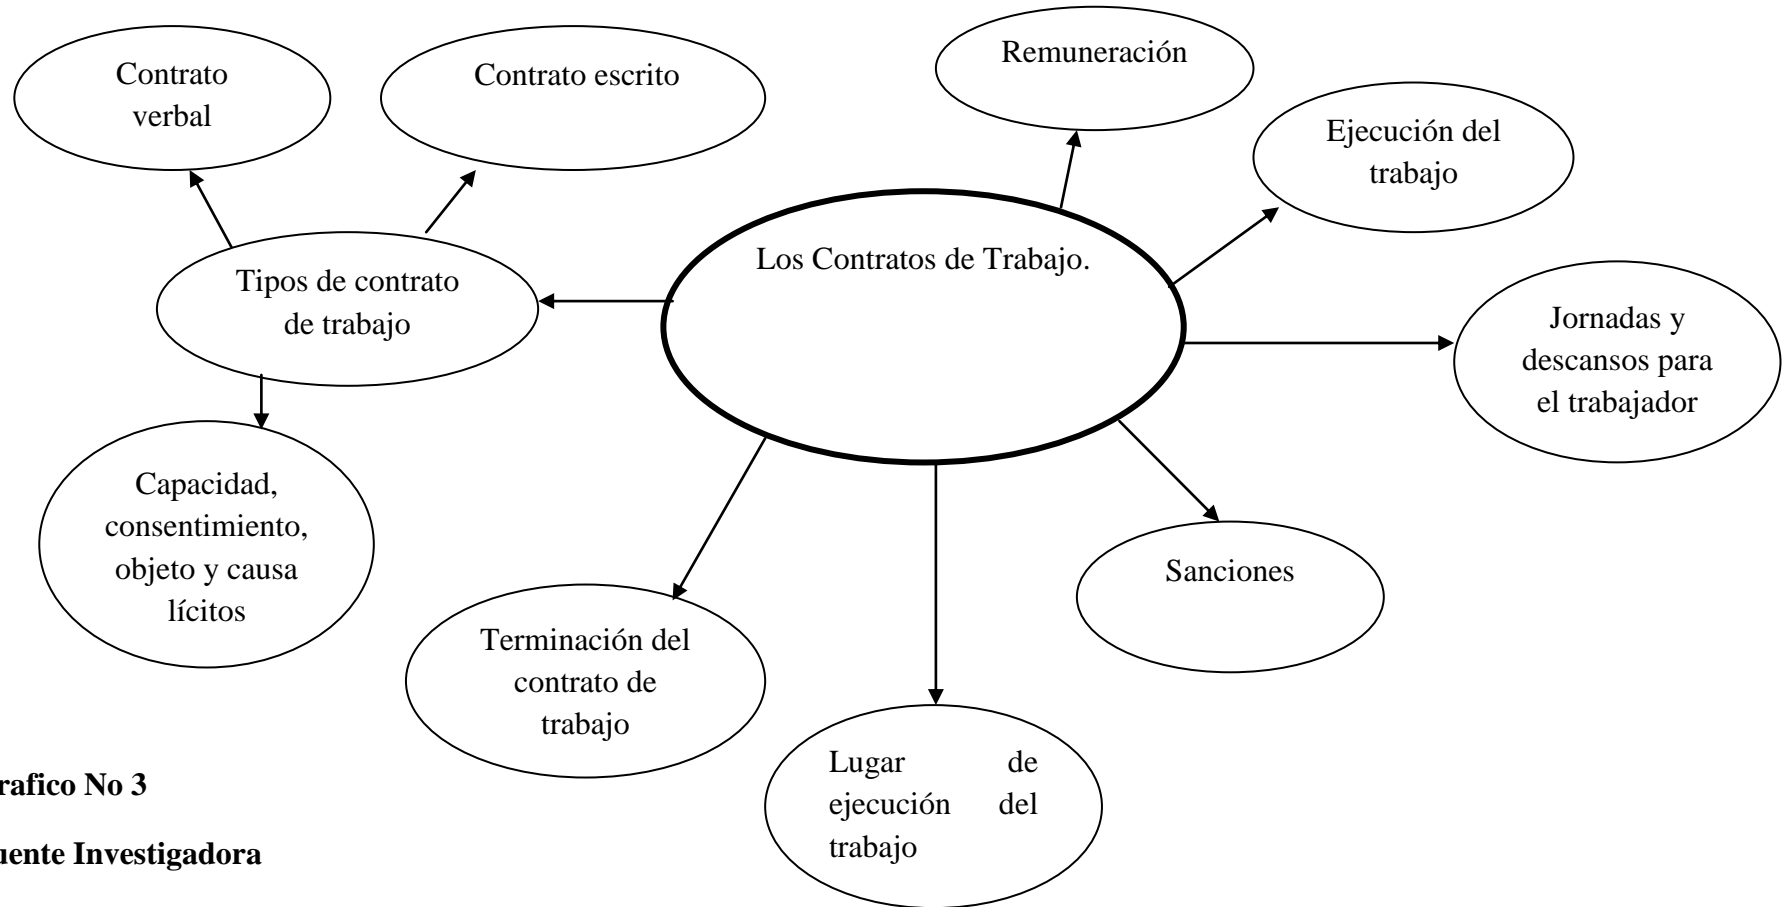 Contrato
verbal
Contrato escrito
Remuneración
Ejecución del
trabajo
Los Contratos de Trabajo.
Tipos de contrato
de trabajo
Jornadas y
descansos para
el trabajador
Capacidad,
consentimiento,
objeto y causa
lícitos
Sanciones
Terminación del
contrato de
trabajo
Lugar de
ejecución del
trabajo
rafico No 3
uente Investigadora